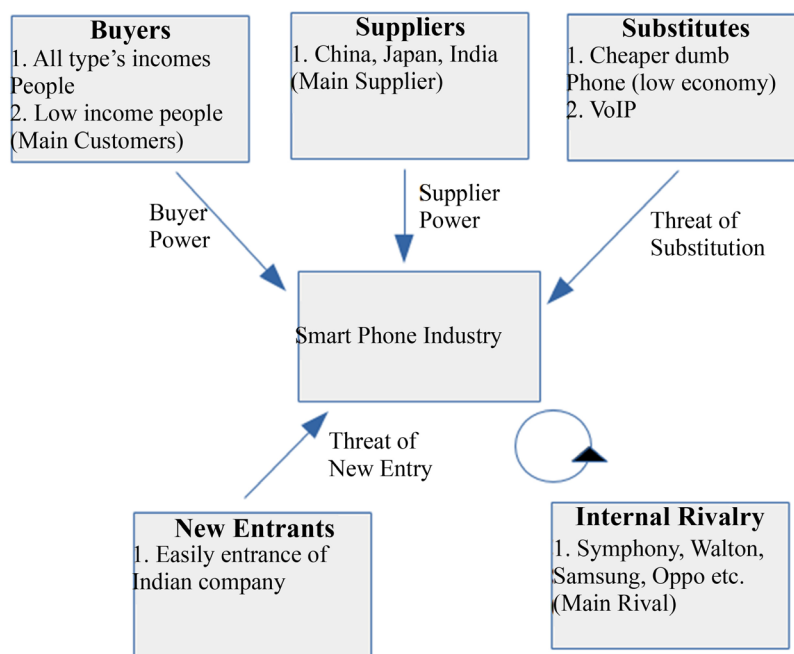 Buyers
1. All type’s incomes
People
2. Low income people
(Main Customers)
Suppliers
1. China, Japan, India
(Main Supplier)
Substitutes
1. Cheaper dumb
Phone (low economy)
2. VoIP
Buyer
Power
Supplier
Power
Threat of
Substitution
Smart Phone Industry
Threat of
New Entry
New Entrants
1. Easily entrance of
Indian company
Internal Rivalry
1. Symphony, Walton,
Samsung, Oppo etc.
(Main Rival)